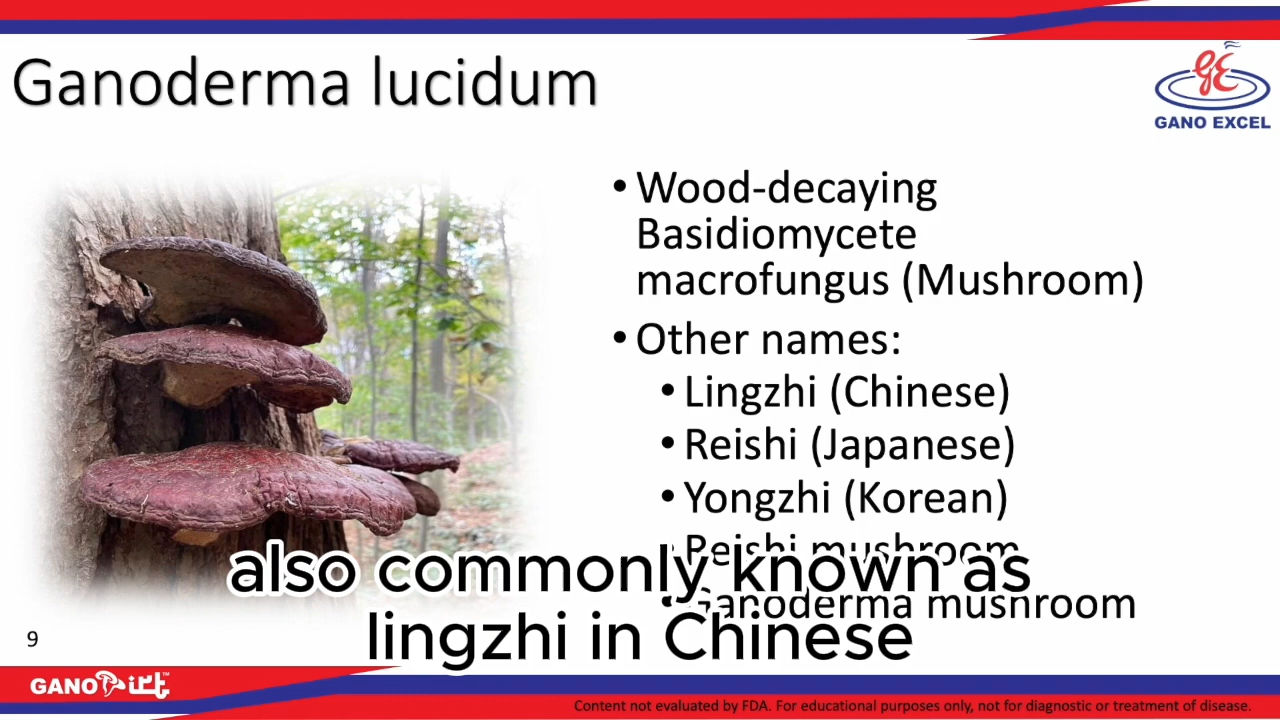 Ganoderma lucidum
GANO EXCEL
• Wood-decaying
Basidiomycete
macrofungus (Mushroom)
• Other names:
• Lingzhi (Chinese)
• Reishi (Japanese)
• Yongzhi (Korean)
• Reishi mushroom
• Ganoderma mushroom
also commonly known as
lingzhi in Chinese
9
GANO
Content not evaluated by FDA. For educational purposes only, not for diagnostic or treatment of disease.